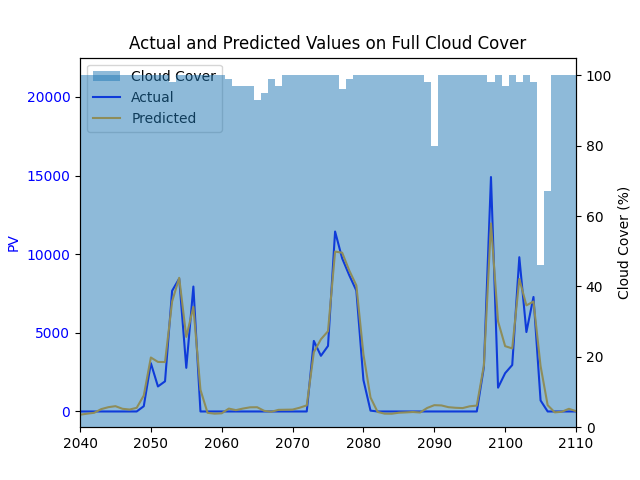 Actual and Predicted Values on Full Cloud Cover
Cloud Cover
Actual
Predicted
PV
20000
15000
10000
5000
0
100
80
60
40
20
0
Cloud Cover (%)
2040 2050 2060 2070 2080 2090 2100 2110